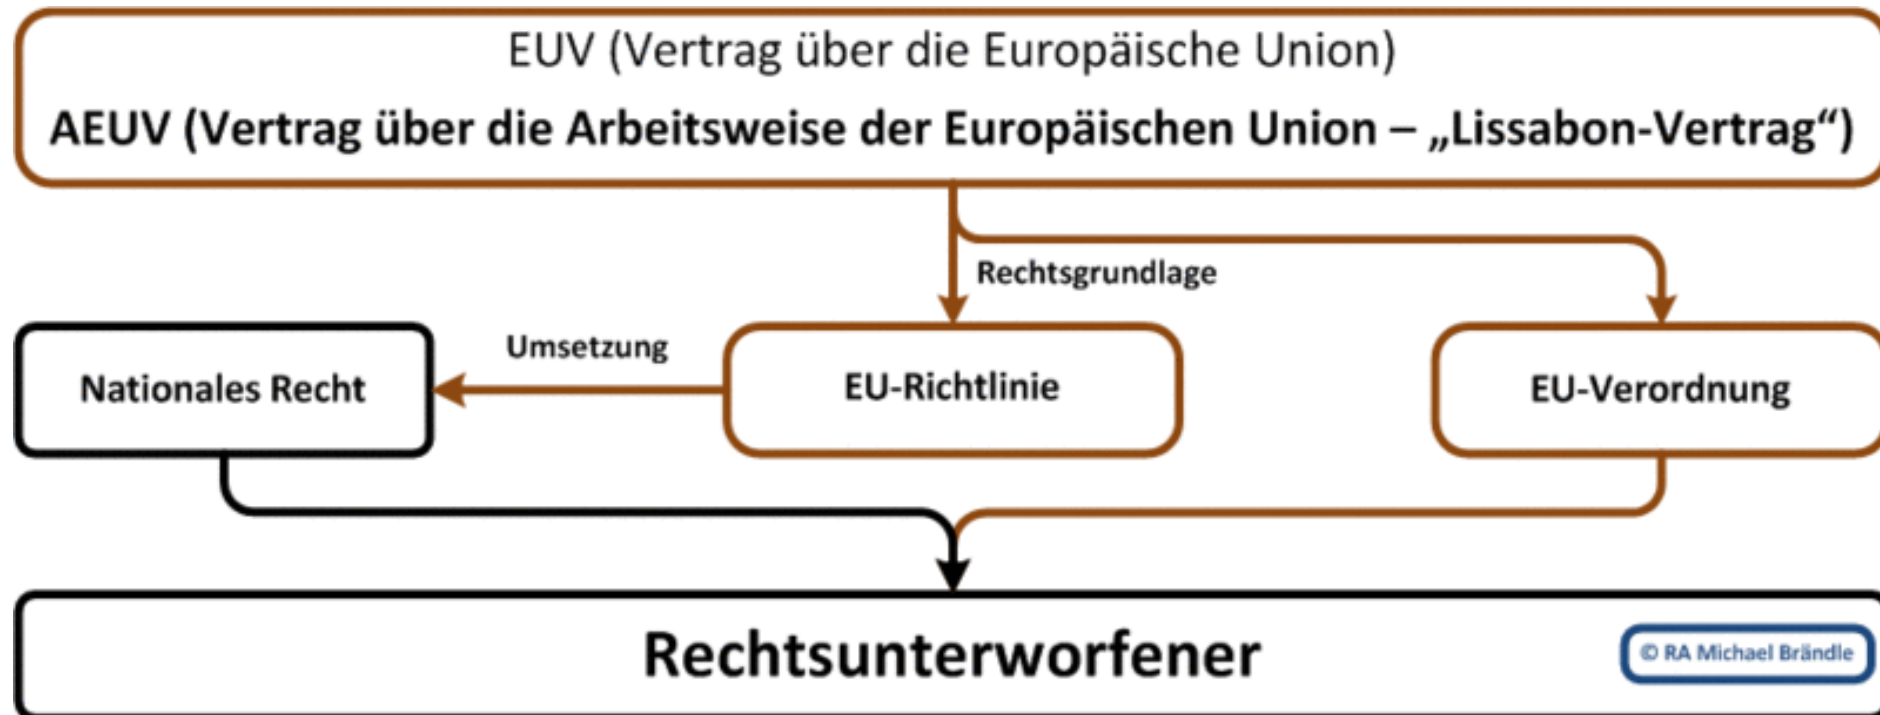 EUV (Vertrag über die Europäische Union)
AEUV (Vertrag über die Arbeitsweise der Europäischen Union – „Lissabon-Vertrag“)
Rechtsgrundlage
Umsetzung
Nationales Recht
EU-Richtlinie
EU-Verordnung
Rechtsunterworfener
© RA Michael Brändle